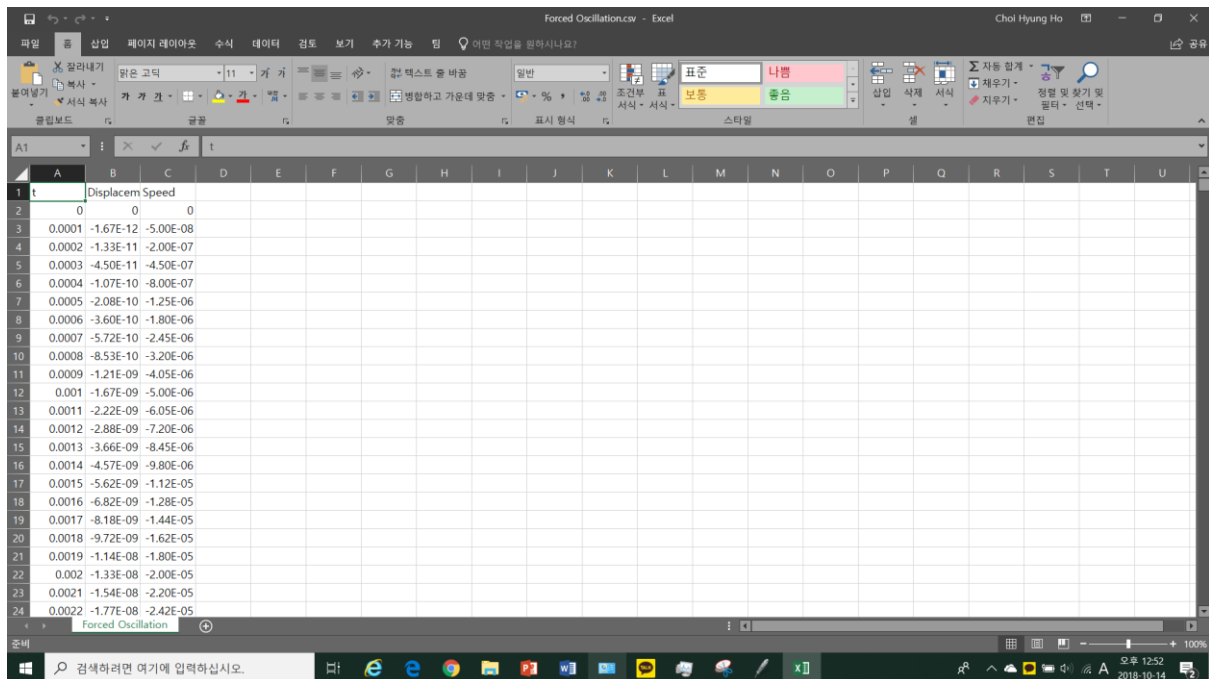 Forced Oscillation.csv - Excel
Choi Hyung Ho
파일 홈 삽입 페이지 레이아웃 수식 데이터 검토 보기 추가 기능 팀 어떤 작업을 원하시나요? 공유
붙여넣기
잘라내기
복사
서식 복사
클립보드
맑은 고딕 11
가 가 가
글꼴
텍스트 줄 바꿈
병합하고 가운데 맞춤
맞춤
일반
표시 형식
조건부 서식
표 서식
표준 나쁨
보통 좋음
스타일
삽입 삭제 서식
셀
자동 합계
채우기
지우기
정렬 및 필터
찾기 및 선택
편집
A1 fx t
A B C D E F G H I J K L M N O P Q R S T U
1 t Displacem Speed
2 0 0 0
3 0.0001 -1.67E-12 -5.00E-08
4 0.0002 -1.33E-11 -2.00E-07
5 0.0003 -4.50E-11 -4.50E-07
6 0.0004 -1.07E-10 -8.00E-07
7 0.0005 -2.08E-10 -1.25E-06
8 0.0006 -3.60E-10 -1.80E-06
9 0.0007 -5.72E-10 -2.45E-06
10 0.0008 -8.53E-10 -3.20E-06
11 0.0009 -1.21E-09 -4.05E-06
12 0.001 -1.67E-09 -5.00E-06
13 0.0011 -2.22E-09 -6.05E-06
14 0.0012 -2.88E-09 -7.20E-06
15 0.0013 -3.66E-09 -8.45E-06
16 0.0014 -4.57E-09 -9.80E-06
17 0.0015 -5.62E-09 -1.12E-05
18 0.0016 -6.82E-09 -1.28E-05
19 0.0017 -8.18E-09 -1.44E-05
20 0.0018 -9.72E-09 -1.62E-05
21 0.0019 -1.14E-08 -1.80E-05
22 0.002 -1.33E-08 -2.00E-05
23 0.0021 -1.54E-08 -2.20E-05
24 0.0022 -1.77E-08 -2.42E-05
Forced Oscillation
준비
100%
검색하려면 여기에 입력하십시오.
A
오후 12:52
2018-10-14